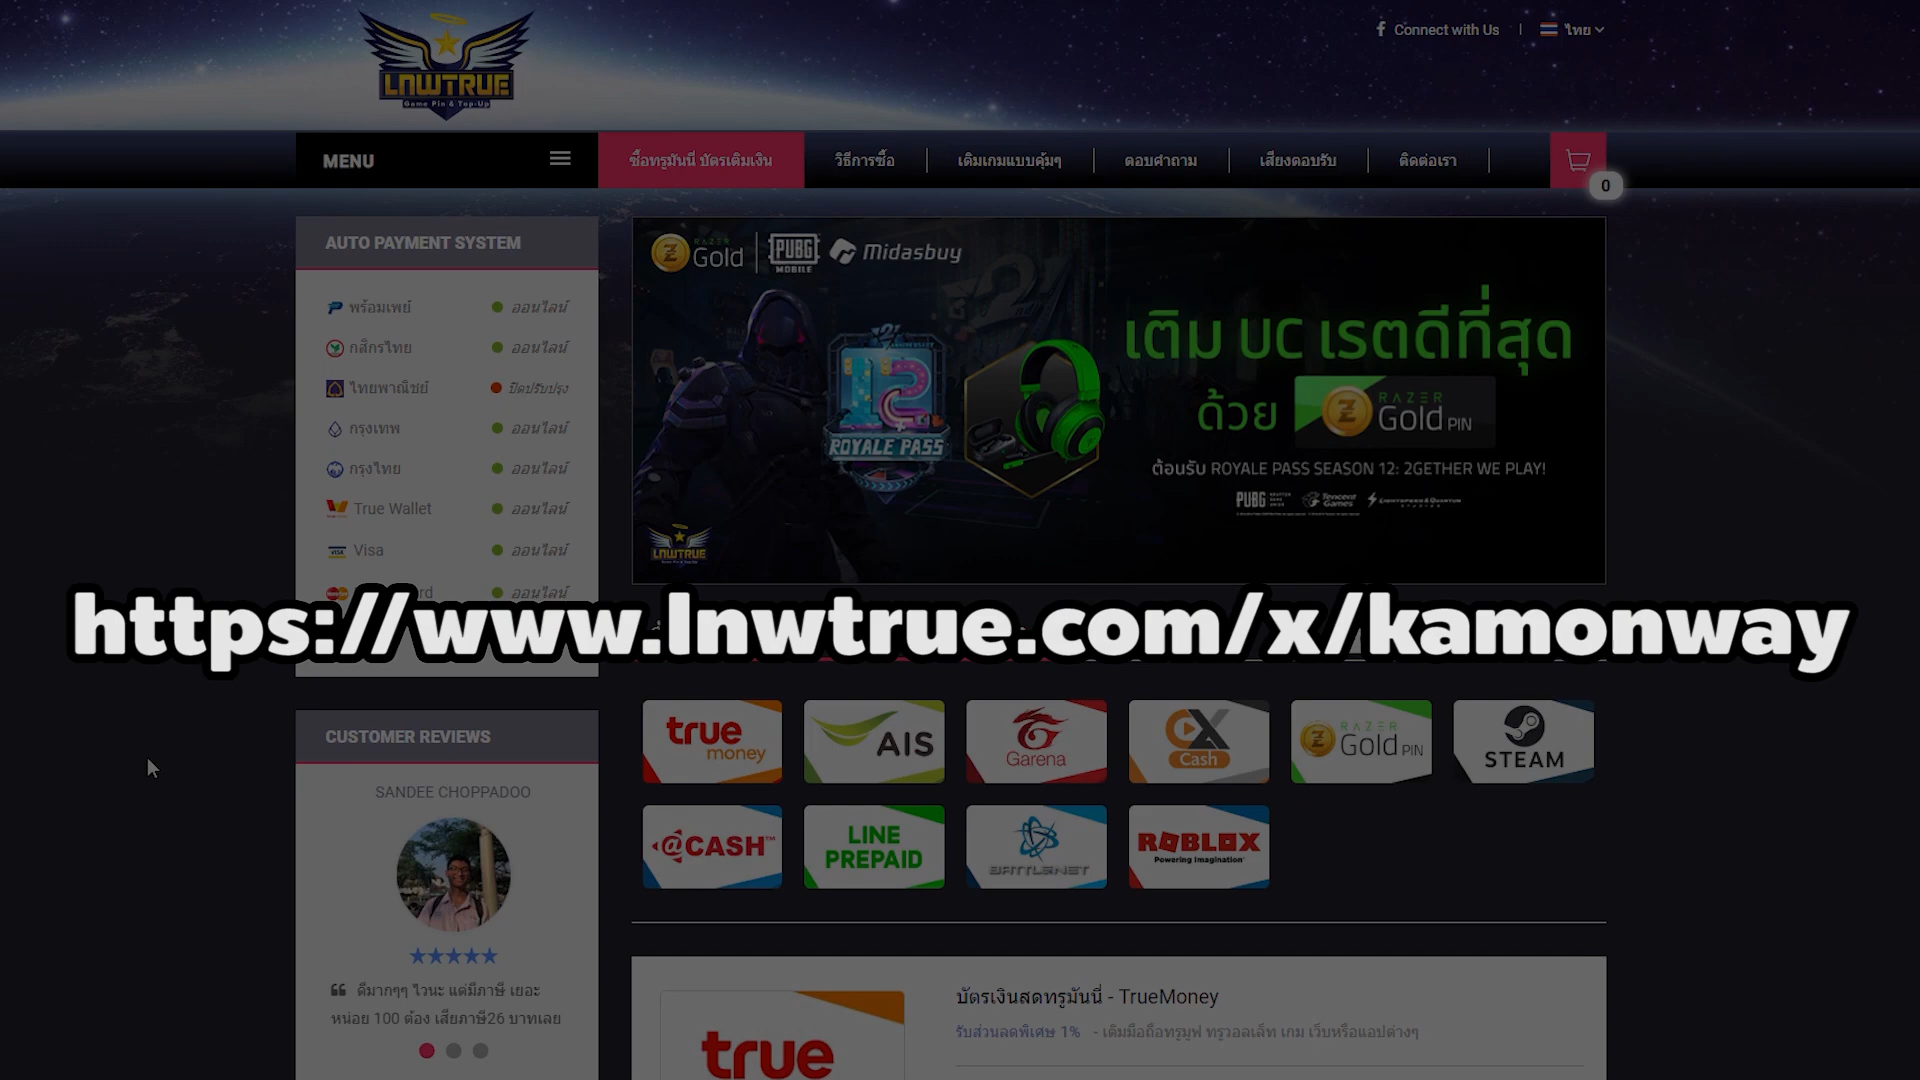 LNWTRUE
Game Pin & Top-Up
Connect with Us
ไทย
MENU
ซื้อทรูมันนี่ บัตรเติมเงิน
วิธีการซื้อ
เติมเกมแบบคุ้มๆ
ตอบคำถาม
เสียงตอบรับ
ติดต่อเรา
0
AUTO PAYMENT SYSTEM
พร้อมเพย์ ออนไลน์
กสิกรไทย ออนไลน์
ไทยพาณิชย์ ปิดปรับปรุง
กรุงเทพ ออนไลน์
กรุงไทย ออนไลน์
True Wallet ออนไลน์
VISA Visa ออนไลน์
ออนไลน์
RAZER Gold
PUBG MOBILE
Midasbuy
12
ROYALE PASS
เติม UC เรตดีที่สุด
ด้วย RAZER Gold PIN
ต้อนรับ ROYALE PASS SEASON 12: 2GETHER WE PLAY!
PUBG Tencent Games LIGHTSPEED & QUANTUM STUDIOS
LNWTRUE
https://www.lnwtrue.com/x/kamonway
true money
AIS
Garena
CX Cash
RAZER Gold PIN
STEAM
@CASH™
LINE PREPAID
BATTLE.NET
ROBLOX
Powering Imagination™
CUSTOMER REVIEWS
SANDEE CHOPPADOO
ดีมากๆๆ ไวนะ แต่มีภาษี เยอะ
หน่อย 100 ต้อง เสียภาษี26 บาทเลย
true
บัตรเงินสดทรูมันนี่ - TrueMoney
รับส่วนลดพิเศษ 1% - เติมมือถือทรูมูฟ ทรูวอลเล็ท เกม เว็บหรือแอปต่างๆ